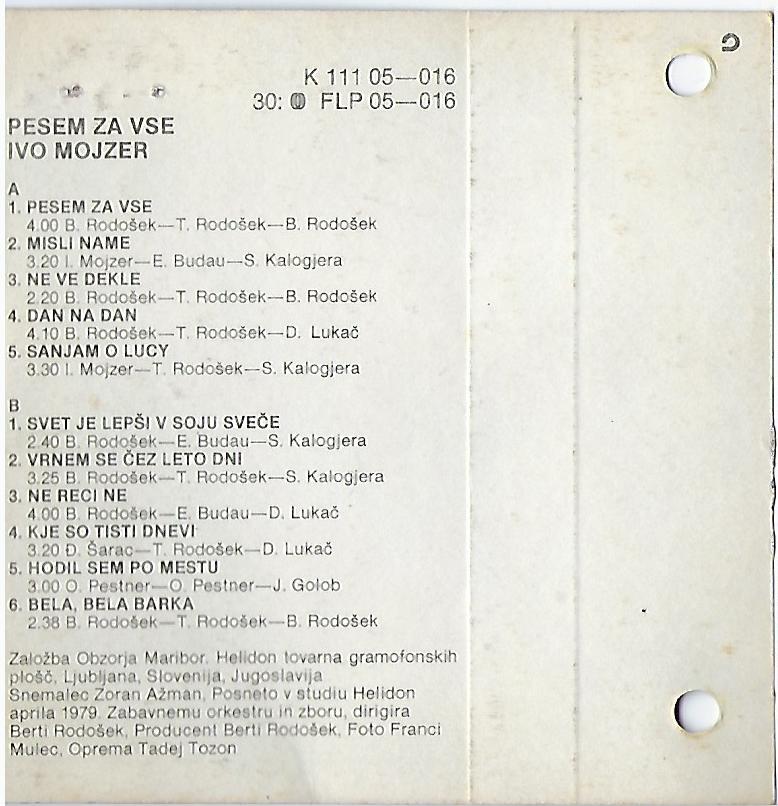 K 111 05—016
30: FLP 05—016
PESEM ZA VSE
IVO MOJZER
A
1. PESEM ZA VSE
4.00 B. Rodošek—T. Rodošek—B. Rodošek
2. MISLI NAME
3.20 I. Mojzer—E. Budau—S. Kalogjera
3. NE VE DEKLE
2.20 B. Rodošek—T. Rodošek—B. Rodošek
4. DAN NA DAN
4.10 B. Rodošek—T. Rodošek—D. Lukač
5. SANJAM O LUCY
3.30 I. Mojzer—T. Rodošek—S. Kalogjera
B
1. SVET JE LEPŠI V SOJU SVEČE
2.40 B. Rodošek—E. Budau—S. Kalogjera
2. VRNEM SE ČEZ LETO DNI
3.25 B. Rodošek—T. Rodošek—S. Kalogjera
3. NE RECI NE
4.00 B. Rodošek—E. Budau—D. Lukač
4. KJE SO TISTI DNEVI
3.20 Đ. Šarac—T. Rodošek—D. Lukač
5. HODIL SEM PO MESTU
3.00 O. Pestner—O. Pestner—J. Golob
6. BELA, BELA BARKA
2.38 B. Rodošek—T. Rodošek—B. Rodošek
Založba Obzorja Maribor, Helidon tovarna gramofonskih
plošč, Ljubljana, Slovenija, Jugoslavija
Snemalec Zoran Ažman, Posneto v studiu Helidon
aprila 1979. Zabavnemu orkestru in zboru, dirigira
Berti Rodošek, Producent Berti Rodošek, Foto Franci
Mulec, Oprema Tadej Tozon